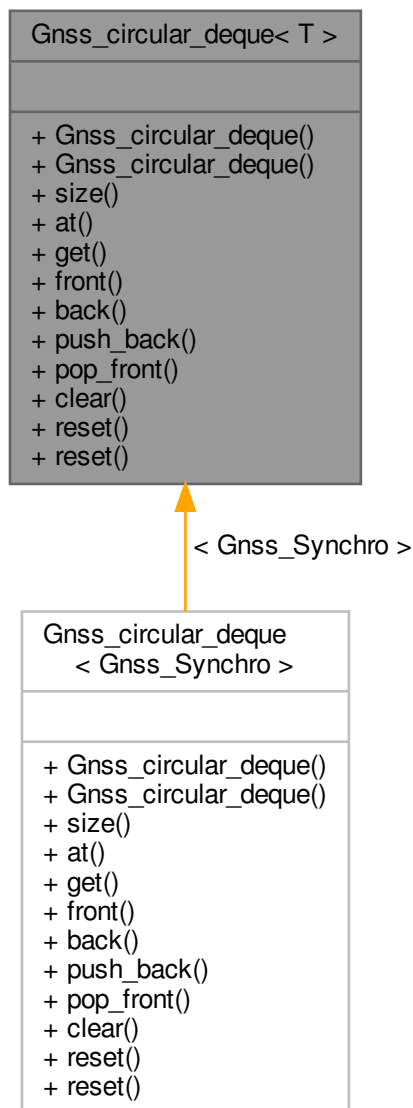 Gnss_circular_deque< T >
+ Gnss_circular_deque()
+ Gnss_circular_deque()
+ size()
+ at()
+ get()
+ front()
+ back()
+ push_back()
+ pop_front()
+ clear()
+ reset()
+ reset()
< Gnss_Synchro >
Gnss_circular_deque
< Gnss_Synchro >
+ Gnss_circular_deque()
+ Gnss_circular_deque()
+ size()
+ at()
+ get()
+ front()
+ back()
+ push_back()
+ pop_front()
+ clear()
+ reset()
+ reset()